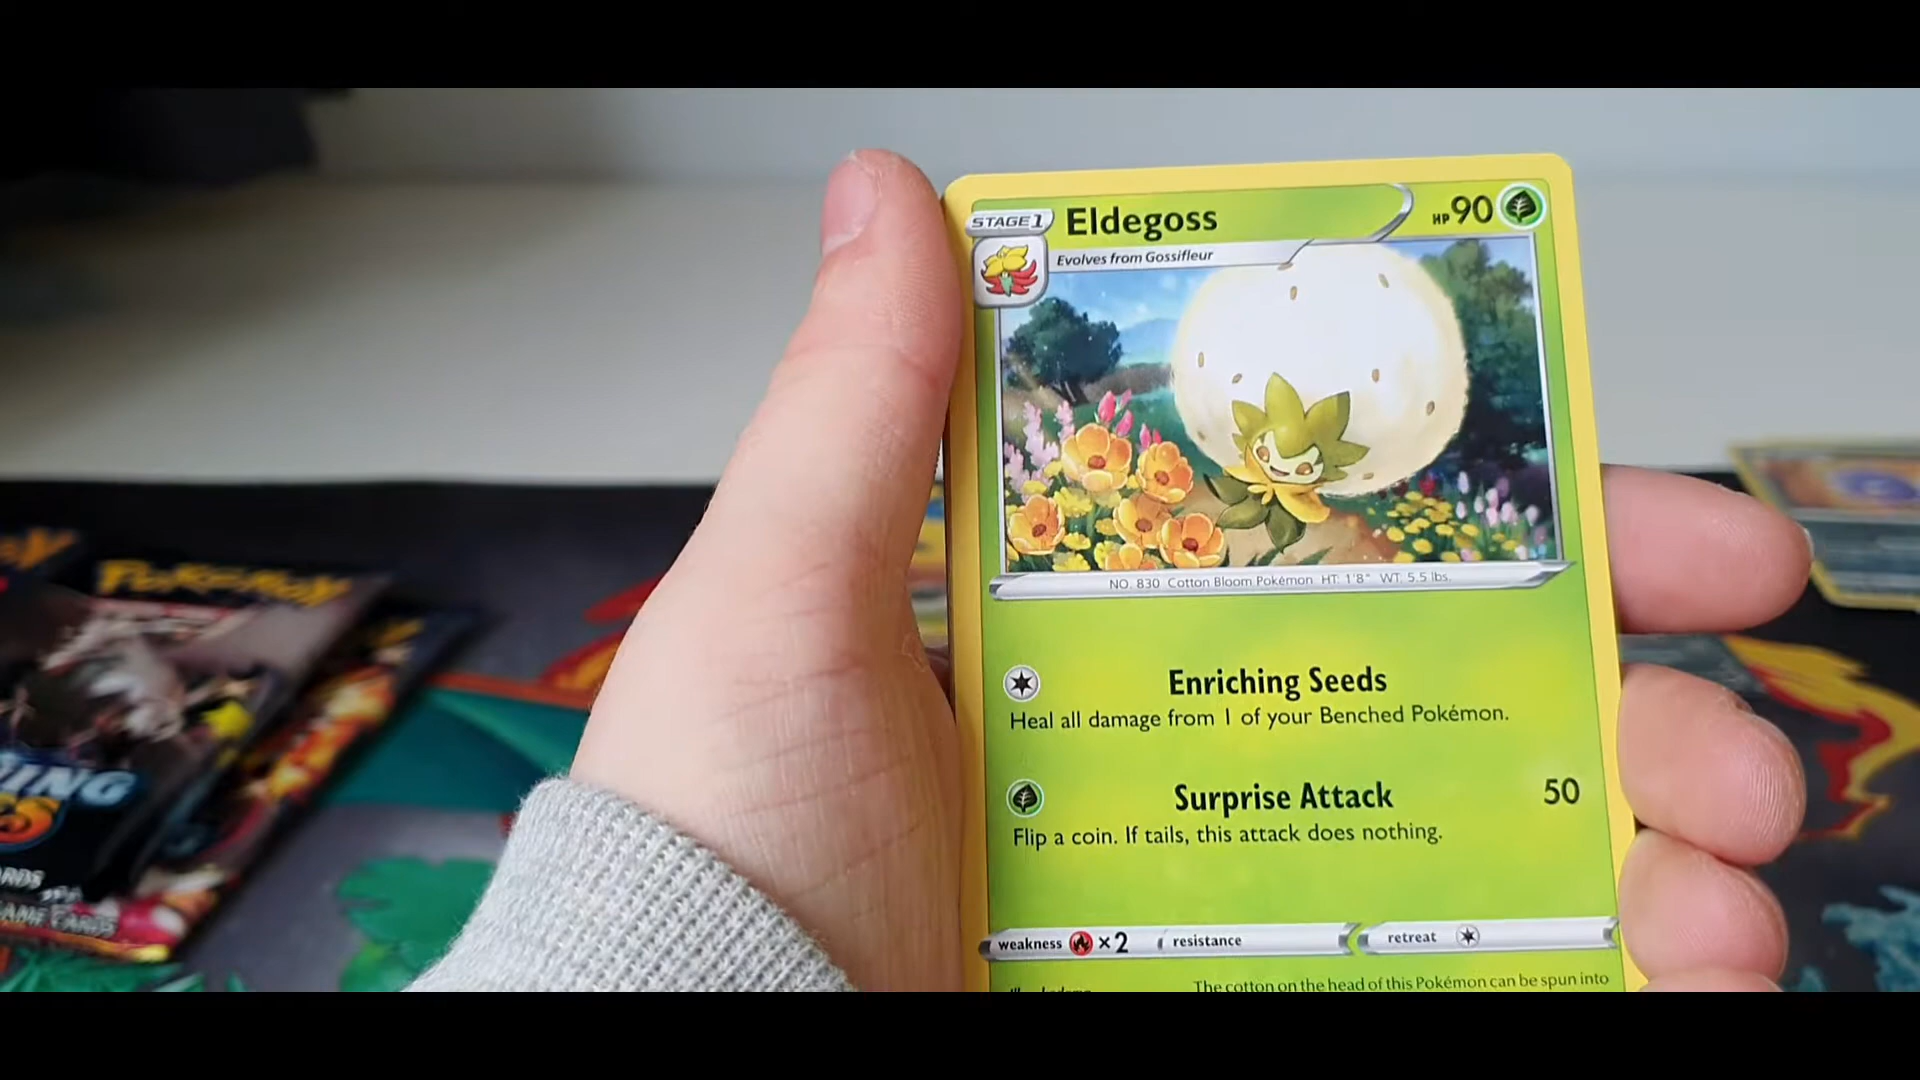 STAGE 1
Eldegoss
HP 90
Evolves from Gossifleur
NO. 830 Cotton Bloom Pokémon HT: 1'8" WT: 5.5 lbs.
Enriching Seeds
Heal all damage from 1 of your Benched Pokémon.
Surprise Attack 50
Flip a coin. If tails, this attack does nothing.
weakness ×2 resistance retreat
The cotton on the head of this Pokémon can be spun into
POKÉMON